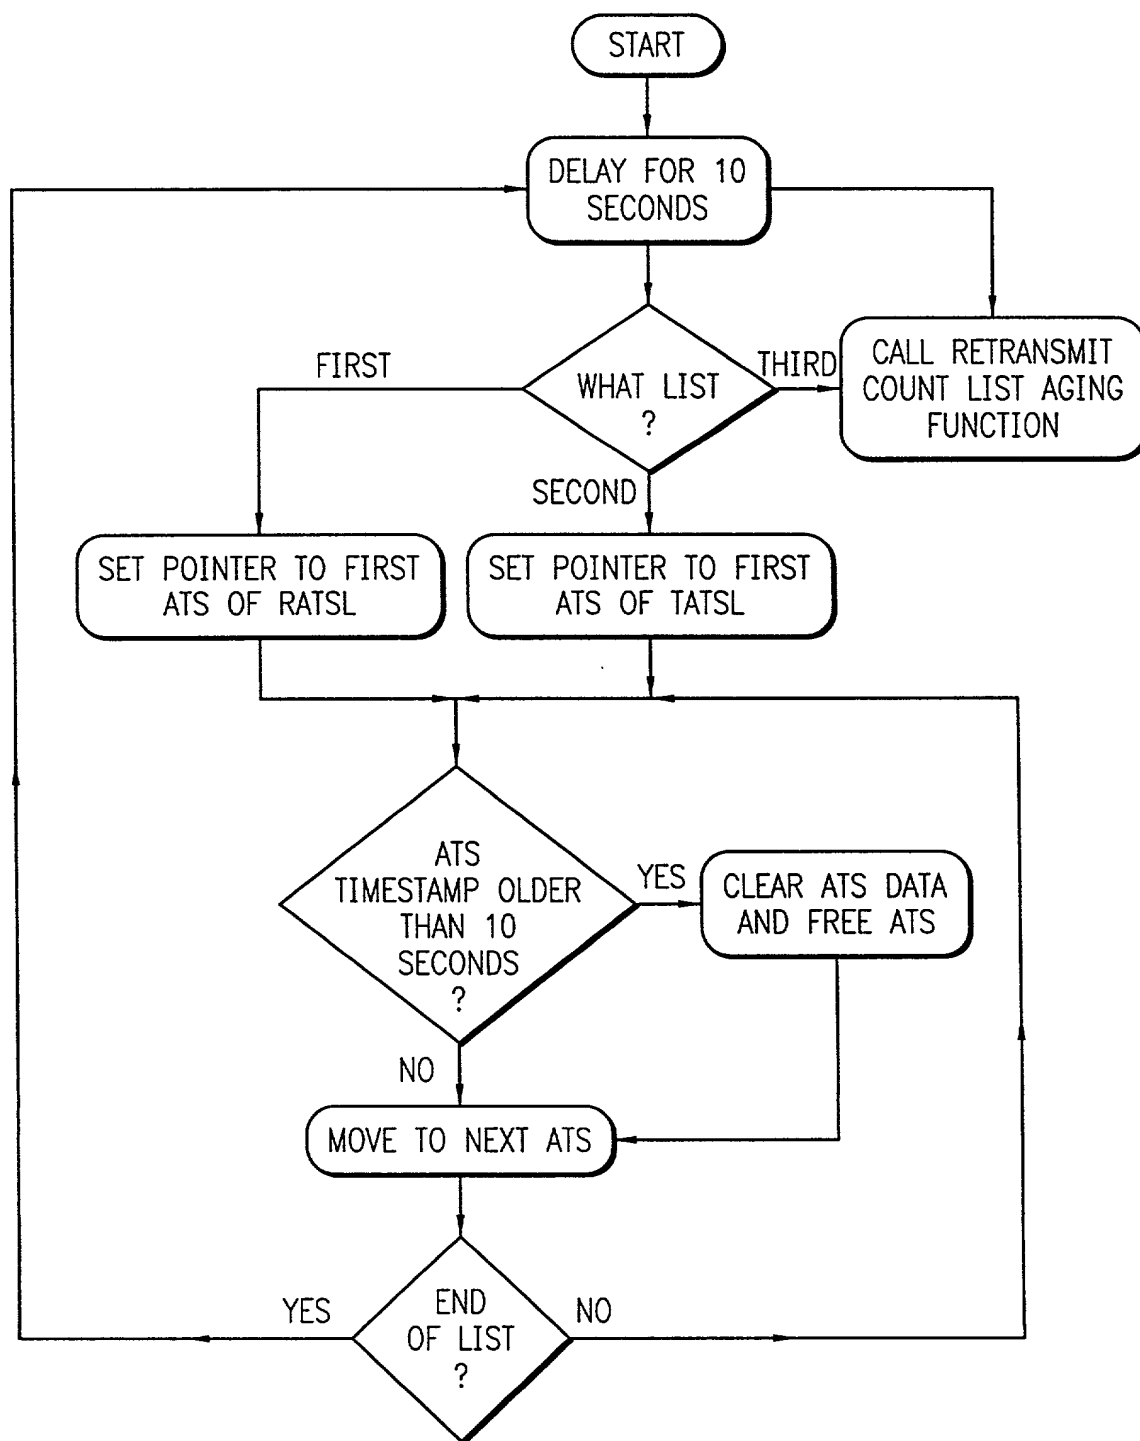 START
DELAY FOR 10
SECONDS
FIRST
WHAT LIST
?
THIRD
CALL RETRANSMIT
COUNT LIST AGING
FUNCTION
SECOND
SET POINTER TO FIRST
ATS OF RATSL
SET POINTER TO FIRST
ATS OF TATSL
ATS
TIMESTAMP OLDER
THAN 10
SECONDS
?
YES
CLEAR ATS DATA
AND FREE ATS
NO
MOVE TO NEXT ATS
YES
END
OF LIST
?
NO